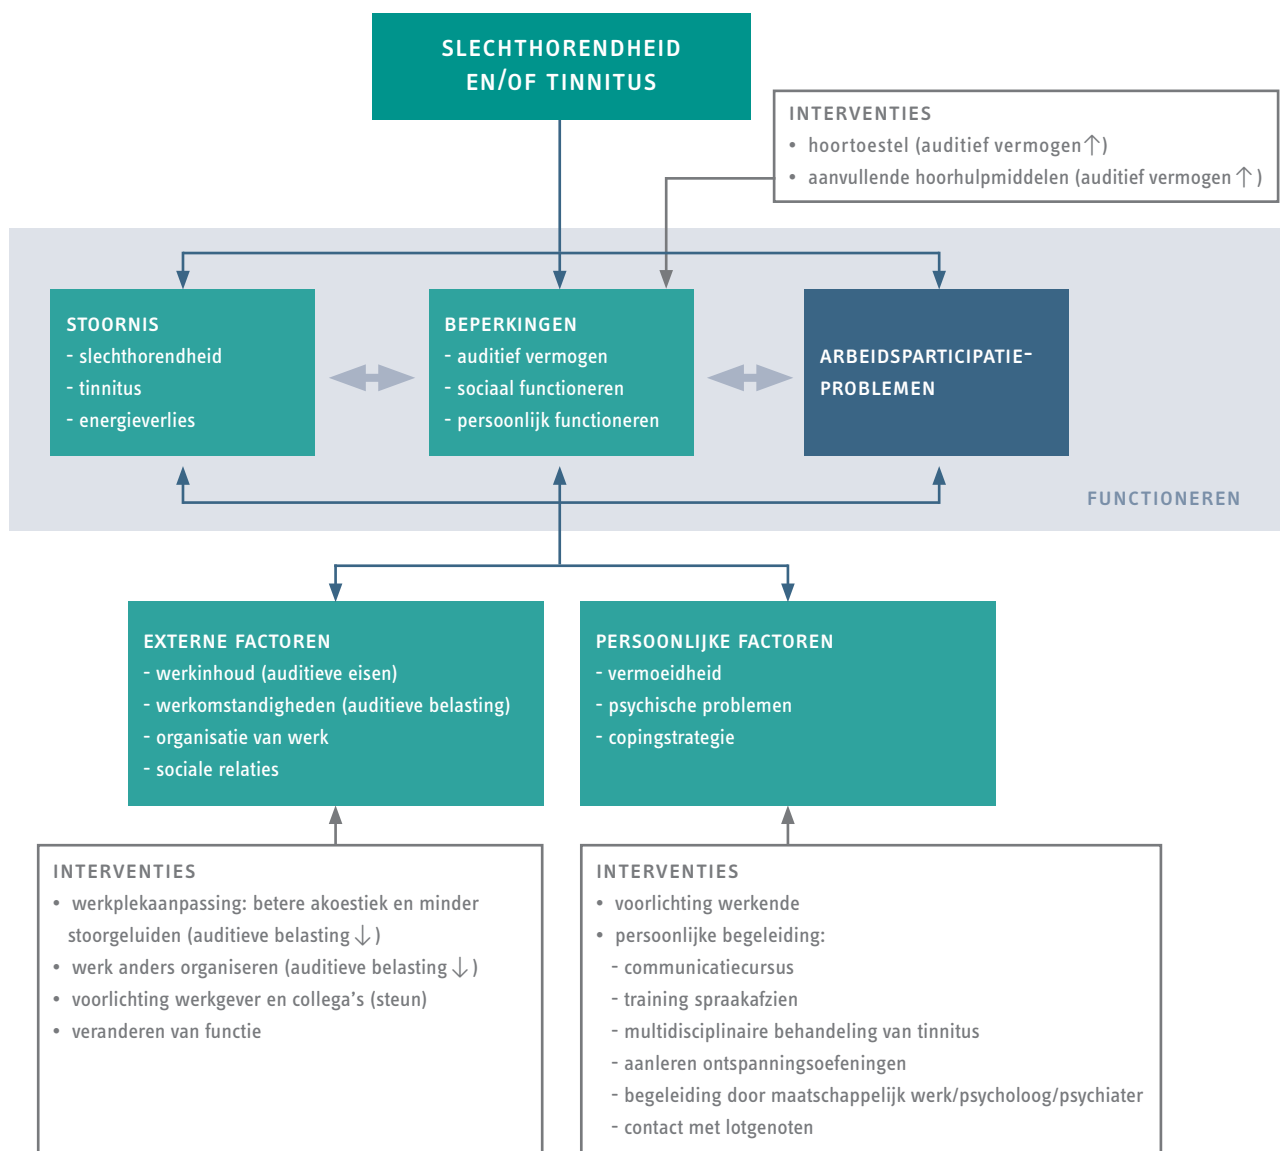 SLECHTHORENDHEID
EN/OF TINNITUS
INTERVENTIES
• hoortoestel (auditief vermogen↑)
• aanvullende hoorhulpmiddelen (auditief vermogen ↑ )
STOORNIS
- slechthorendheid
- tinnitus
- energieverlies
BEPERKINGEN
- auditief vermogen
- sociaal functioneren
- persoonlijk functioneren
ARBEIDSPARTICIPATIE-
PROBLEMEN
FUNCTIONEREN
EXTERNE FACTOREN
- werkinhoud (auditieve eisen)
- werkomstandigheden (auditieve belasting)
- organisatie van werk
- sociale relaties
PERSOONLIJKE FACTOREN
- vermoeidheid
- psychische problemen
- copingstrategie
INTERVENTIES
• werkplekaanpassing: betere akoestiek en minder
stoorgeluiden (auditieve belasting ↓ )
• werk anders organiseren (auditieve belasting ↓ )
• voorlichting werkgever en collega's (steun)
• veranderen van functie
INTERVENTIES
• voorlichting werkende
• persoonlijke begeleiding:
- communicatiecursus
- training spraakafzien
- multidisciplinaire behandeling van tinnitus
- aanleren ontspanningsoefeningen
- begeleiding door maatschappelijk werk/psycholoog/psychiater
- contact met lotgenoten